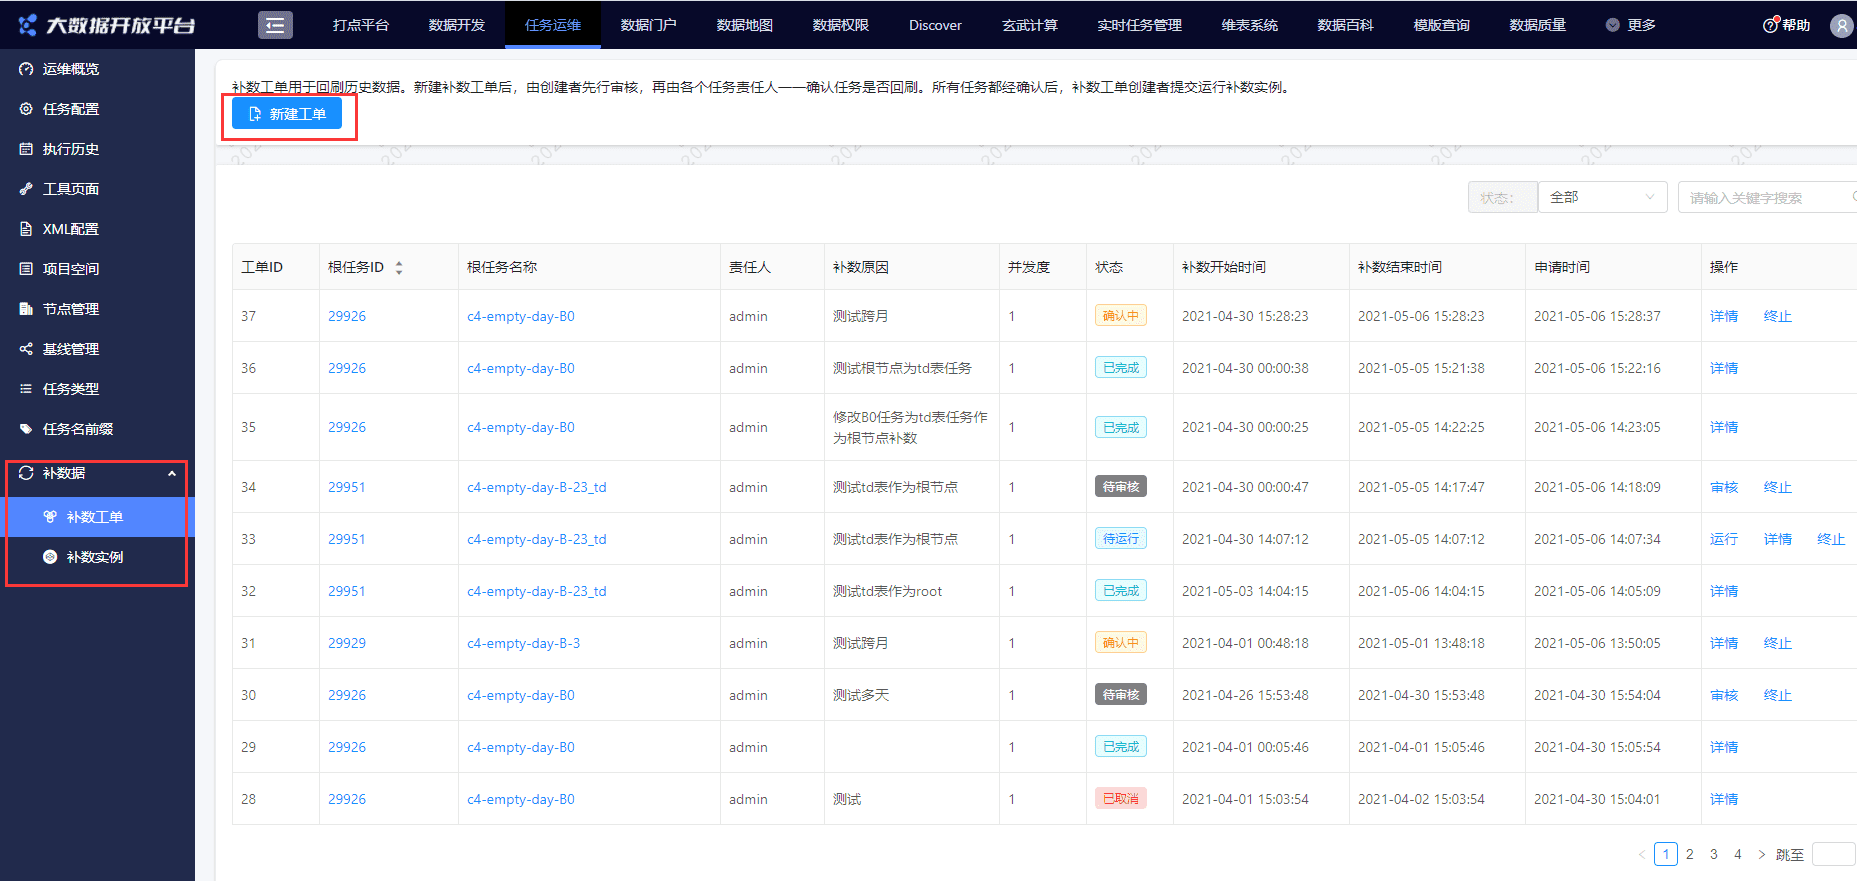 大数据开放平台
打点平台 数据开发 任务运维 数据门户 数据地图 数据权限 Discover 玄武计算 实时任务管理 维表系统 数据百科 模版查询 数据质量 更多 帮助
运维概览
任务配置
执行历史
工具页面
XML配置
项目空间
节点管理
基线管理
任务类型
任务名前缀
补数据
补数工单
补数实例
补数工单用于回刷历史数据。新建补数工单后，由创建者先行审核，再由各个任务责任人一一确认任务是否回刷。所有任务都经确认后，补数工单创建者提交运行补数实例。
新建工单
状态： 全部 请输入关键字搜索
工单ID 根任务ID 根任务名称 责任人 补数原因 并发度 状态 补数开始时间 补数结束时间 申请时间 操作
37 29926 c4-empty-day-B0 admin 测试跨月 1 确认中 2021-04-30 15:28:23 2021-05-06 15:28:23 2021-05-06 15:28:37 详情 终止
36 29926 c4-empty-day-B0 admin 测试根节点为td表任务 1 已完成 2021-04-30 00:00:38 2021-05-05 15:21:38 2021-05-06 15:22:16 详情
35 29926 c4-empty-day-B0 admin 修改B0任务为td表任务作为根节点补数 1 已完成 2021-04-30 00:00:25 2021-05-05 14:22:25 2021-05-06 14:23:05 详情
34 29951 c4-empty-day-B-23_td admin 测试td表作为根节点 1 待审核 2021-04-30 00:00:47 2021-05-05 14:17:47 2021-05-06 14:18:09 审核 终止
33 29951 c4-empty-day-B-23_td admin 测试td表作为根节点 1 待运行 2021-04-30 14:07:12 2021-05-05 14:07:12 2021-05-06 14:07:34 运行 详情 终止
32 29951 c4-empty-day-B-23_td admin 测试td表作为root 1 已完成 2021-05-03 14:04:15 2021-05-06 14:04:15 2021-05-06 14:05:09 详情
31 29929 c4-empty-day-B-3 admin 测试跨月 1 确认中 2021-04-01 00:48:18 2021-05-01 13:48:18 2021-05-06 13:50:05 详情 终止
30 29926 c4-empty-day-B0 admin 测试多天 1 待审核 2021-04-26 15:53:48 2021-04-30 15:53:48 2021-04-30 15:54:04 审核 终止
29 29926 c4-empty-day-B0 admin 1 已完成 2021-04-01 00:05:46 2021-04-01 15:05:46 2021-04-30 15:05:54 详情
28 29926 c4-empty-day-B0 admin 测试 1 已取消 2021-04-01 15:03:54 2021-04-02 15:03:54 2021-04-30 15:04:01 详情
< 1 2 3 4 > 跳至